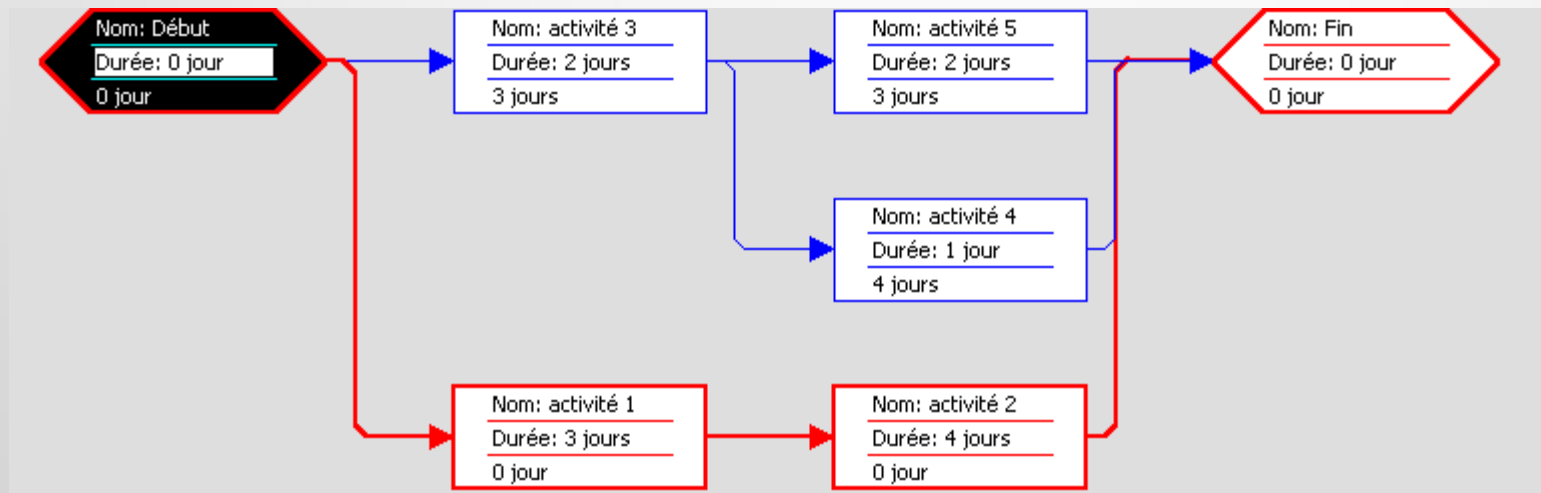 Nom: Début
Durée: 0 jour
0 jour
Nom: activité 3
Durée: 2 jours
3 jours
Nom: activité 5
Durée: 2 jours
3 jours
Nom: Fin
Durée: 0 jour
0 jour
Nom: activité 4
Durée: 1 jour
4 jours
Nom: activité 1
Durée: 3 jours
0 jour
Nom: activité 2
Durée: 4 jours
0 jour